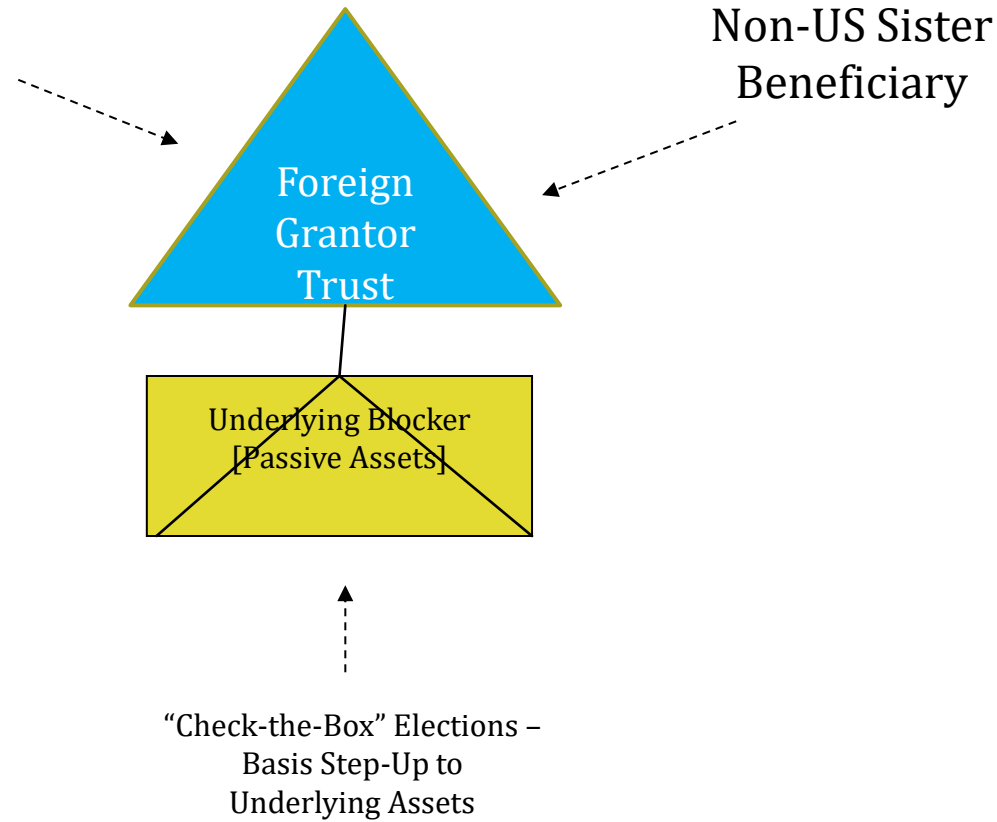 Non-US Sister
Beneficiary
Foreign
Grantor
Trust
Underlying Blocker
[Passive Assets]
“Check-the-Box” Elections –
Basis Step-Up to
Underlying Assets